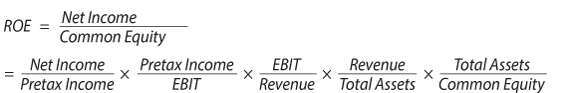 ROE = Net Income / Common Equity
= Net Income / Pretax Income × Pretax Income / EBIT × EBIT / Revenue × Revenue / Total Assets × Total Assets / Common Equity